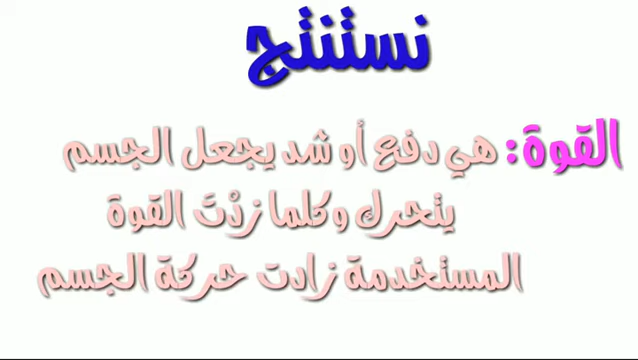 نستنتج
القوة: هي دفع أو شد يجعل الجسم
يتحرك وكلما زدْتَ القوة
المستخدمة زادت حركة الجسم